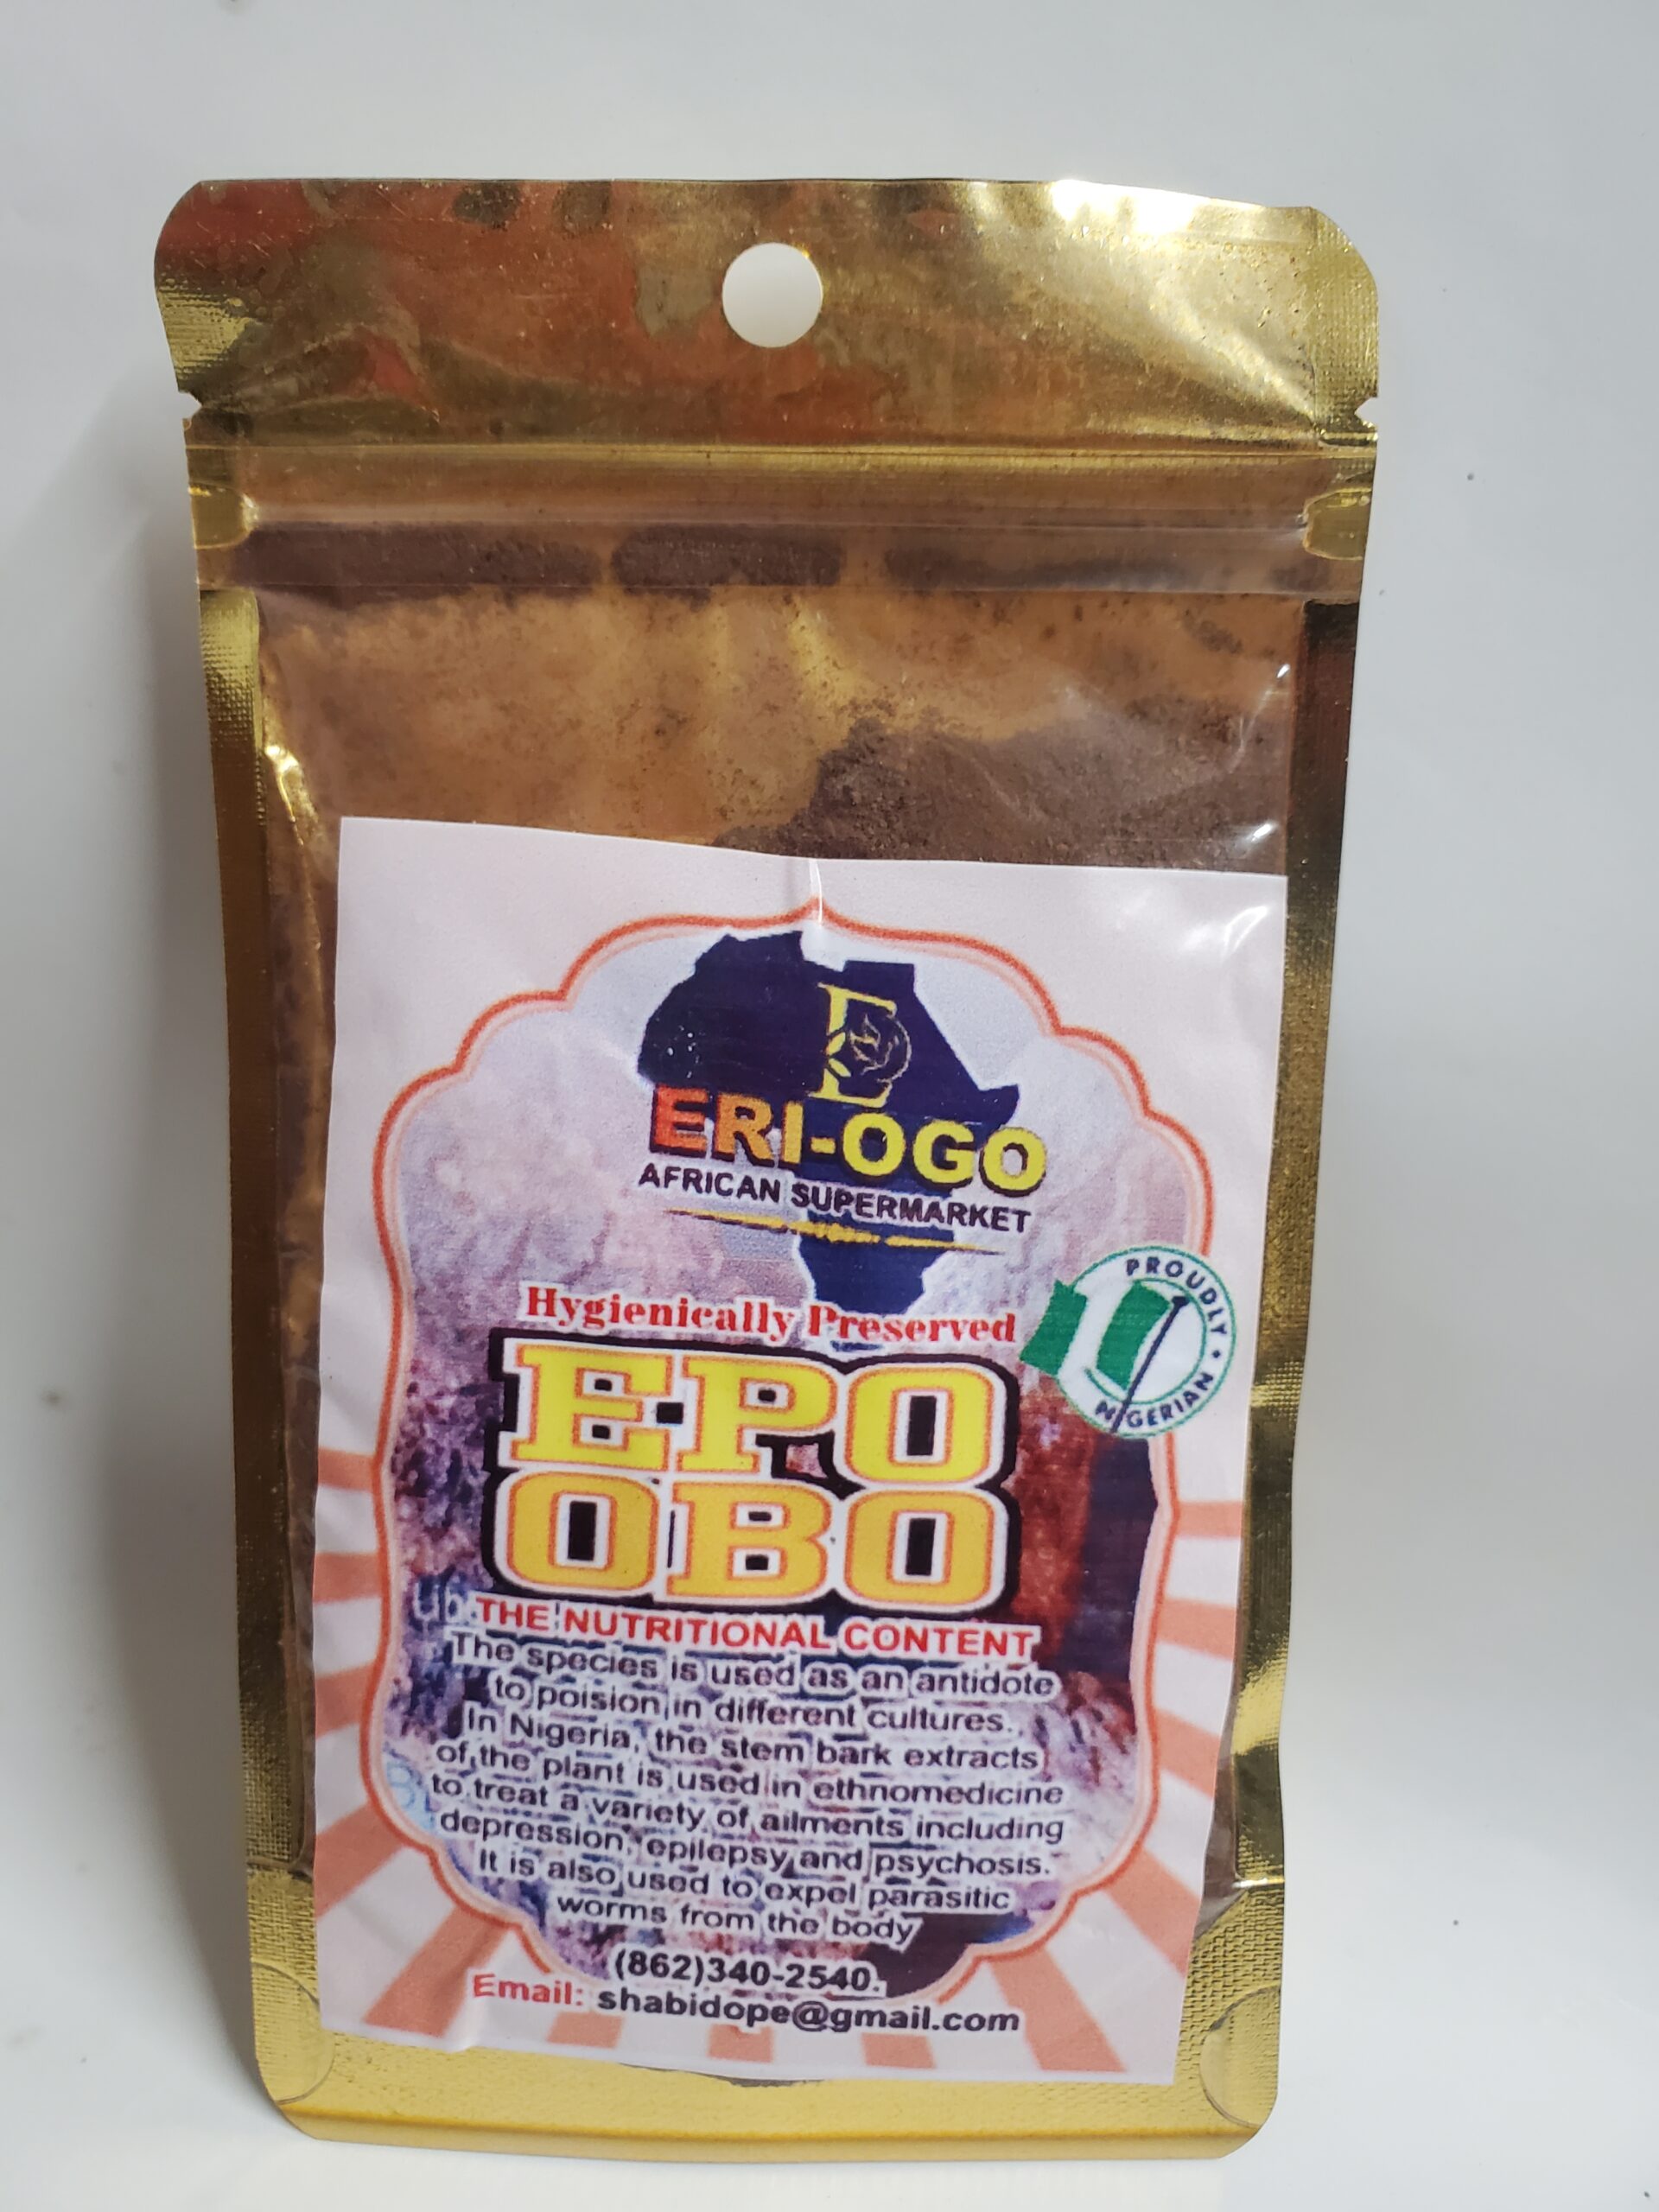 E
ERI-OGO
AFRICAN SUPERMARKET
Hygienically Preserved
PROUDLY • NIGERIAN
EPO
OBO
THE NUTRITIONAL CONTENT
The species is used as an antidote
to poision in different cultures.
In Nigeria, the stem bark extracts
of the plant is used in ethnomedicine
to treat a variety of ailments including
depression, epilepsy and psychosis.
It is also used to expel parasitic
worms from the body
(862)340-2540.
Email: shabidope@gmail.com